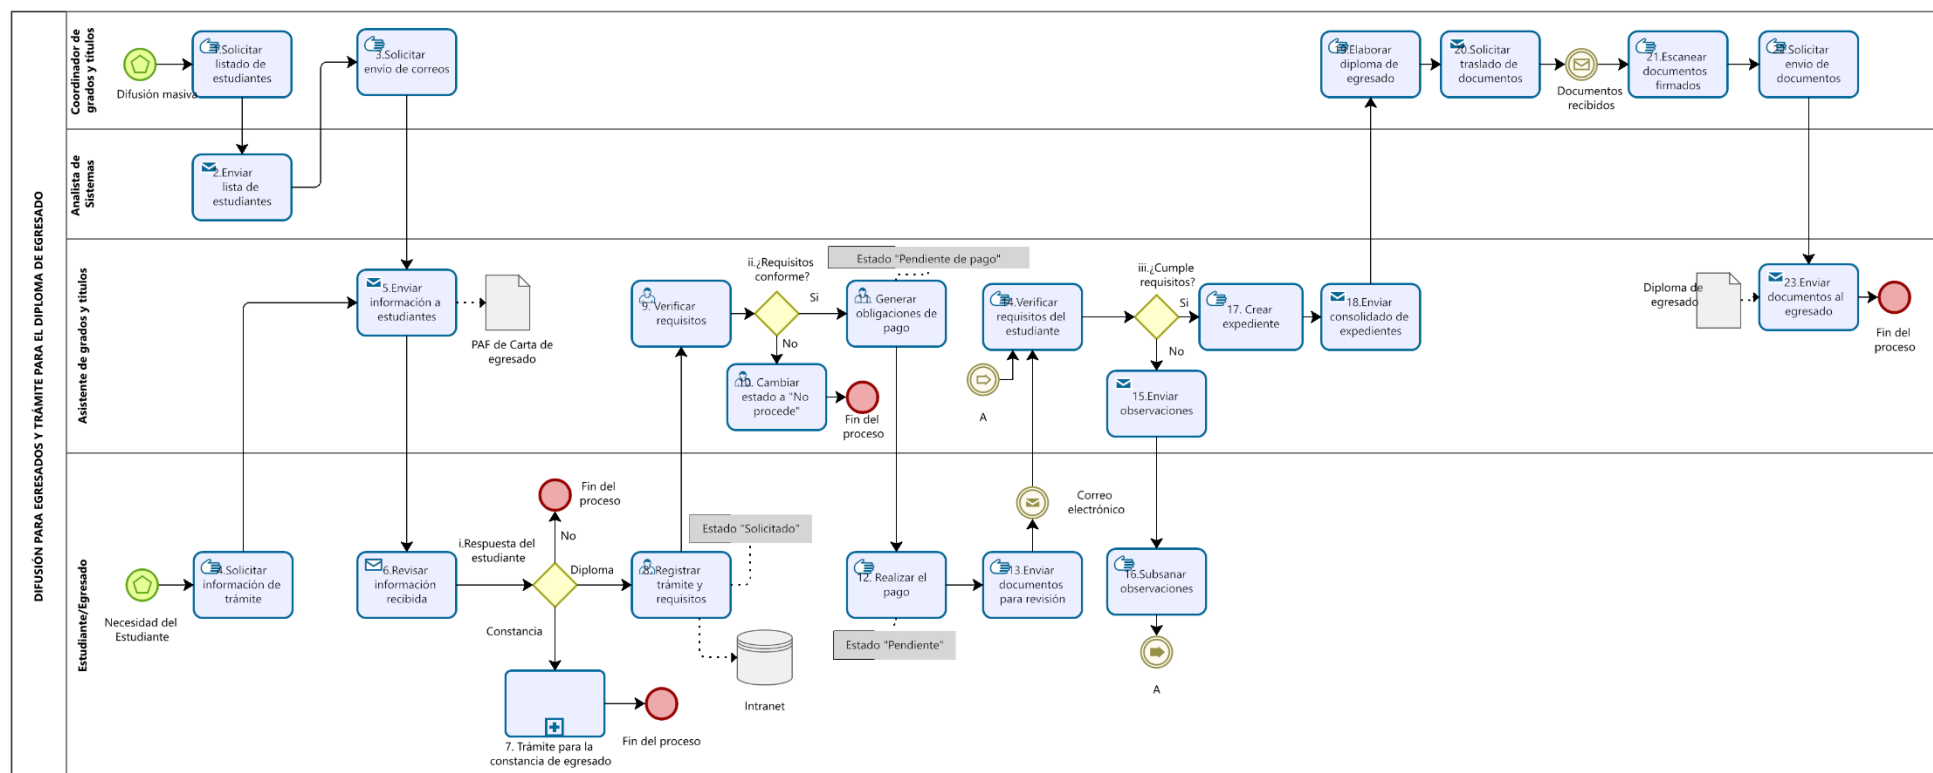 DIFUSIÓN PARA EGRESADOS Y TRÁMITE PARA EL DIPLOMA DE EGRESADO
Coordinador de
grados y titulos
Difusión masiva
1.Solicitar
listado de
estudiantes
3.Solicitar
envío de correos
19.Elaborar
diploma de
egresado
20.Solicitar
traslado de
documentos
Documentos
recibidos
21.Escanear
documentos
firmados
22.Solicitar
envio de
documentos
Analista de
Sistemas
2.Enviar
lista de
estudiantes
Asistente de grados y titulos
5.Enviar
información a
estudiantes
PAF de Carta de
egresado
9. Verificar
requisitos
ii.¿Requisitos
conforme?
Si
No
10. Cambiar
estado a "No
procede"
Fin del
proceso
Estado "Pendiente de pago"
11. Generar
obligaciones de
pago
14.Verificar
requisitos del
estudiante
A
iii.¿Cumple
requisitos?
Si
No
15.Enviar
observaciones
17. Crear
expediente
18.Enviar
consolidado de
expedientes
Diploma de
egresado
23.Enviar
documentos al
egresado
Fin del
proceso
Estudiante/Egresado
Necesidad del
Estudiante
4.Solicitar
información de
trámite
6.Revisar
información
recibida
i.Respuesta del
estudiante
No
Fin del
proceso
Diploma
Constancia
7. Trámite para la
constancia de egresado
Fin del proceso
8. Registrar
trámite y
requisitos
Estado "Solicitado"
Intranet
12. Realizar el
pago
Estado "Pendiente"
13.Enviar
documentos
para revisión
Correo
electrónico
16.Subsanar
observaciones
A